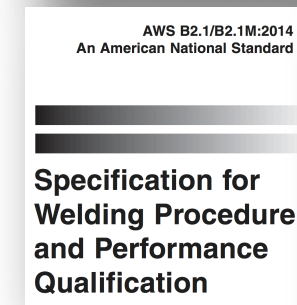 AWS B2.1/B2.1M:2014
An American National Standard
Specification for
Welding Procedure
and Performance
Qualification